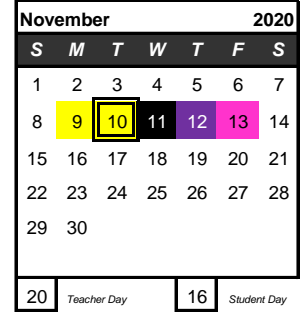 November 2020
S M T W T F S
1 2 3 4 5 6 7
8 9 10 11 12 13 14
15 16 17 18 19 20 21
22 23 24 25 26 27 28
29 30
20 Teacher Day 16 Student Day